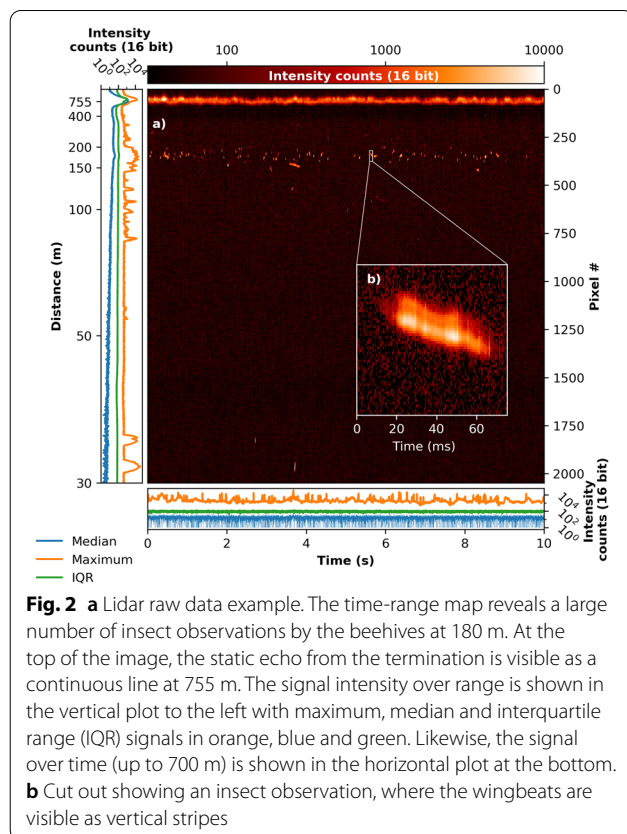 Intensity
counts (16 bit)
10⁰ 10² 10⁴
100 1000 10000
Intensity counts (16 bit)
755
400
200
150
100
50
30
Distance (m)
a)
b)
0 20 40 60
Time (ms)
0
250
500
750
1000
1250
1500
1750
2000
Pixel #
10⁴
10²
10⁰
Intensity
counts (16 bit)
0 2 4 6 8 10
Time (s)
Median
Maximum
IQR
Fig. 2 a Lidar raw data example. The time-range map reveals a large
number of insect observations by the beehives at 180 m. At the
top of the image, the static echo from the termination is visible as a
continuous line at 755 m. The signal intensity over range is shown in
the vertical plot to the left with maximum, median and interquartile
range (IQR) signals in orange, blue and green. Likewise, the signal
over time (up to 700 m) is shown in the horizontal plot at the bottom.
b Cut out showing an insect observation, where the wingbeats are
visible as vertical stripes